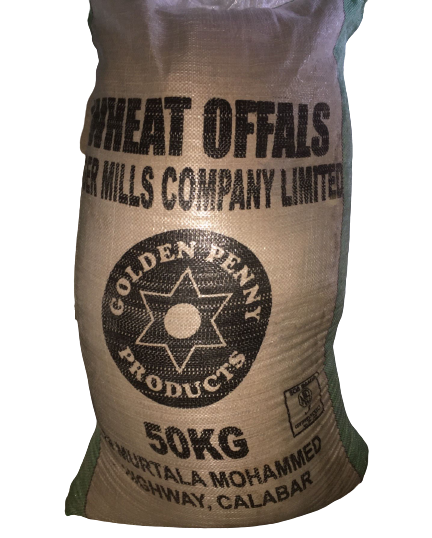 WHEAT OFFALS
ER MILLS COMPANY LIMITED
GOLDEN PENNY
PRODUCTS
50KG
MURTALA MOHAMMED
HIGHWAY, CALABAR